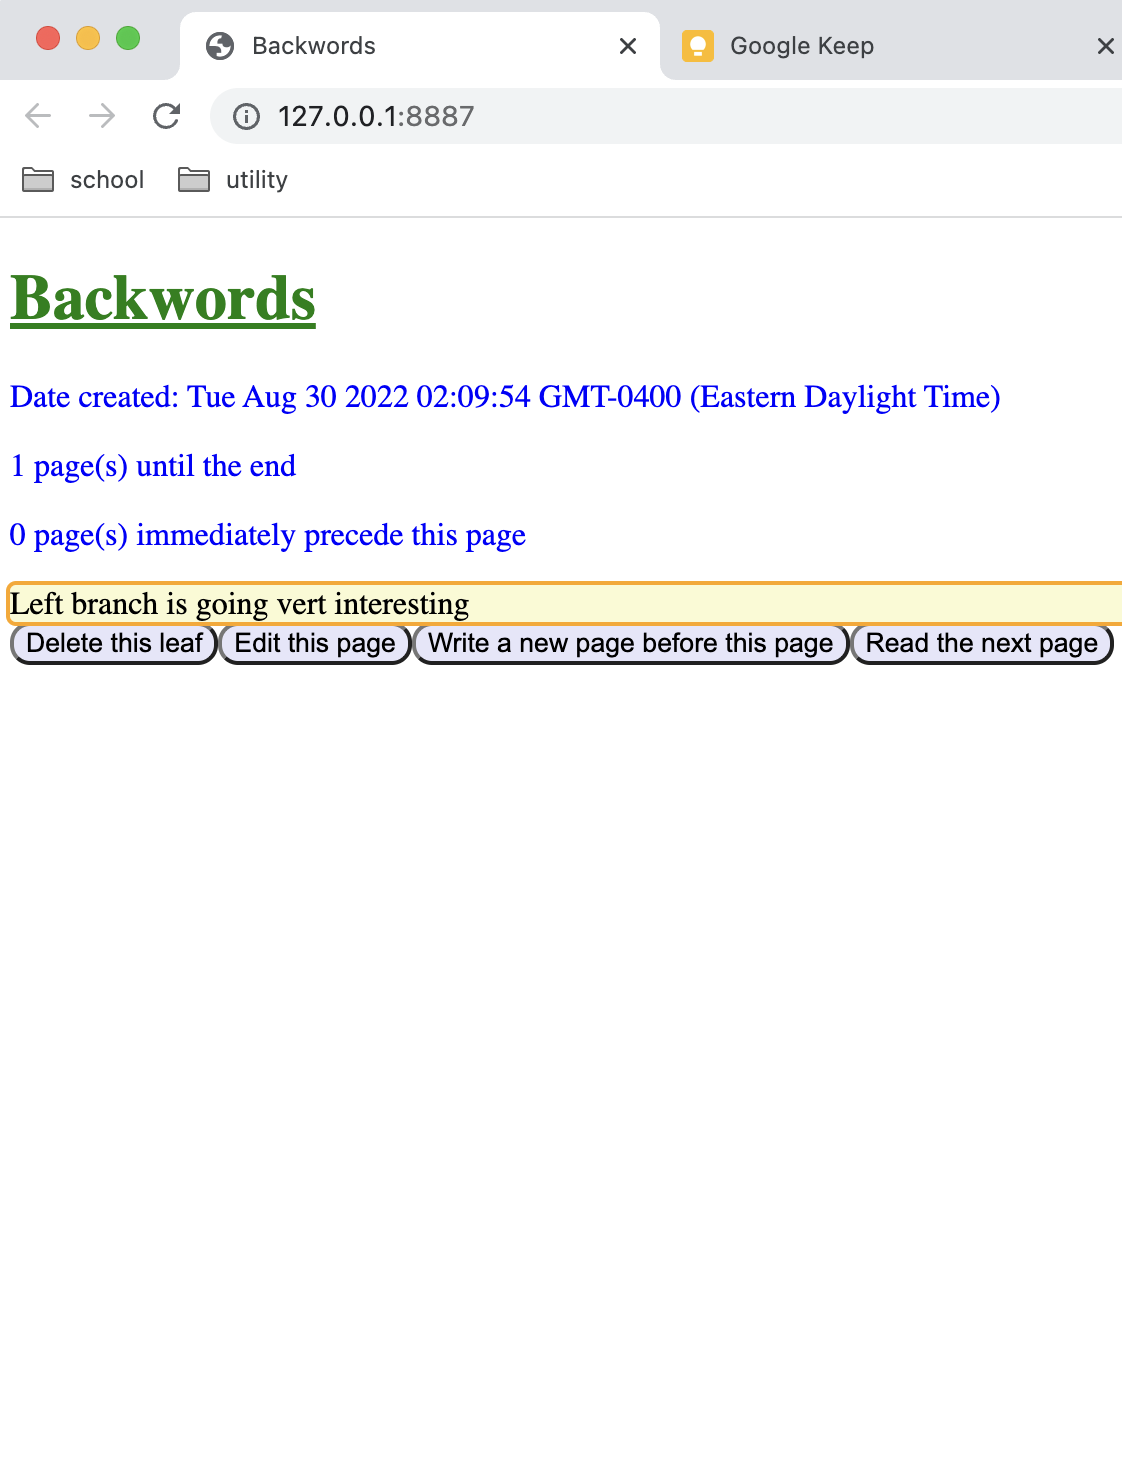 Backwords
Google Keep
127.0.0.1:8887
school utility
Backwords
Date created: Tue Aug 30 2022 02:09:54 GMT-0400 (Eastern Daylight Time)
1 page(s) until the end
0 page(s) immediately precede this page
Left branch is going vert interesting
Delete this leaf Edit this page Write a new page before this page Read the next page